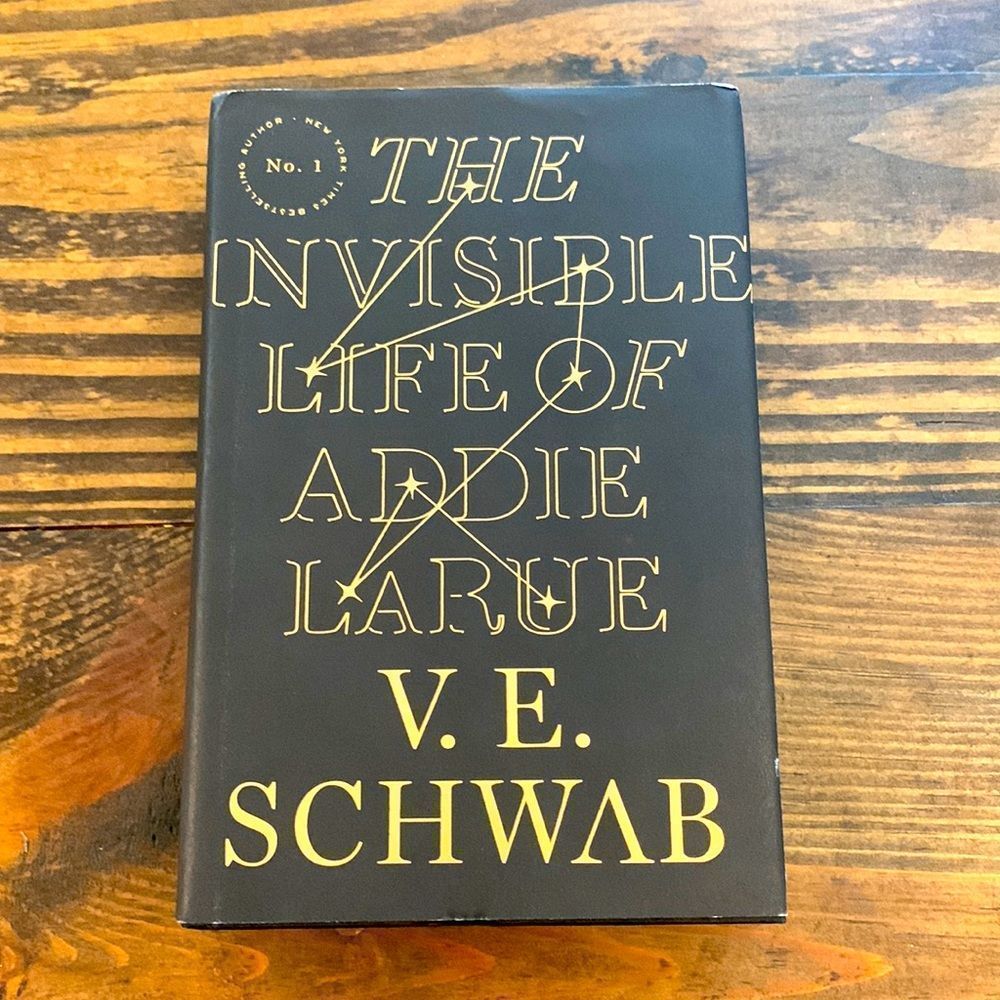 No. 1
NEW YORK TIMES BESTSELLING AUTHOR ·
THE
INVISIBLE
LIFE OF
ADDIE
LARUE
V. E.
SCHWAB